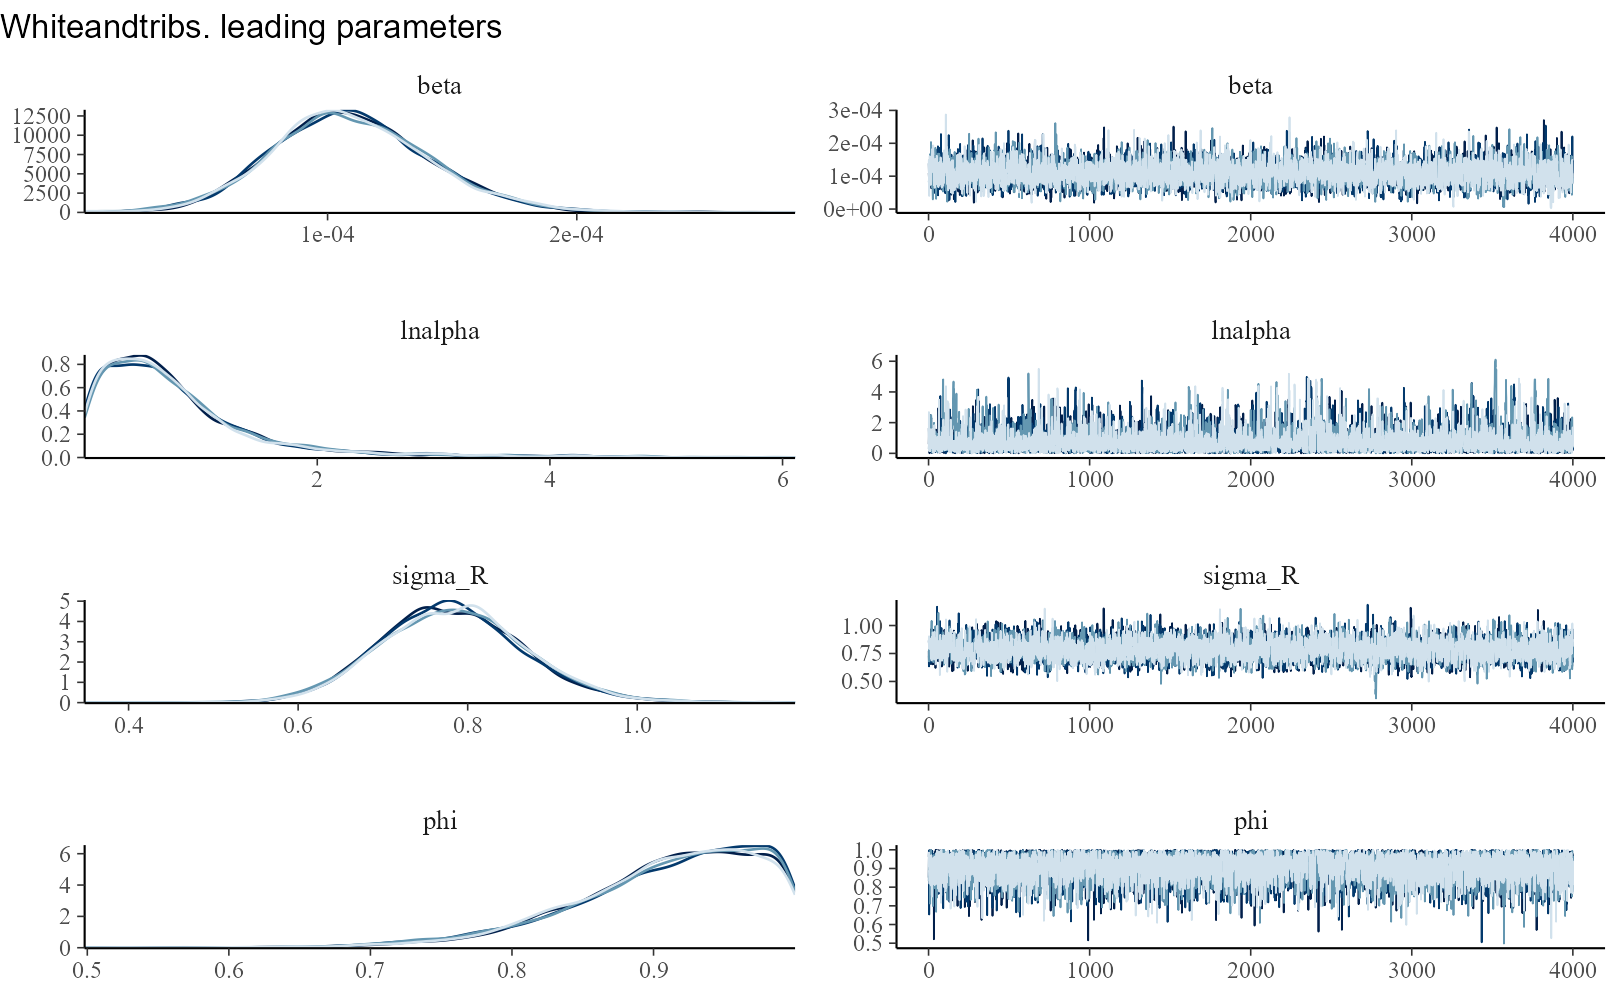 Whiteandtribs. leading parameters
beta
12500
10000
7500
5000
2500
0
1e-04 2e-04
beta
3e-04
2e-04
1e-04
0e+00
0 1000 2000 3000 4000
lnalpha
0.8
0.6
0.4
0.2
0.0
2 4 6
lnalpha
6
4
2
0
0 1000 2000 3000 4000
sigma_R
5
4
3
2
1
0
0.4 0.6 0.8 1.0
sigma_R
1.00
0.75
0.50
0 1000 2000 3000 4000
phi
6
4
2
0
0.5 0.6 0.7 0.8 0.9
phi
1.0
0.9
0.8
0.7
0.6
0.5
0 1000 2000 3000 4000